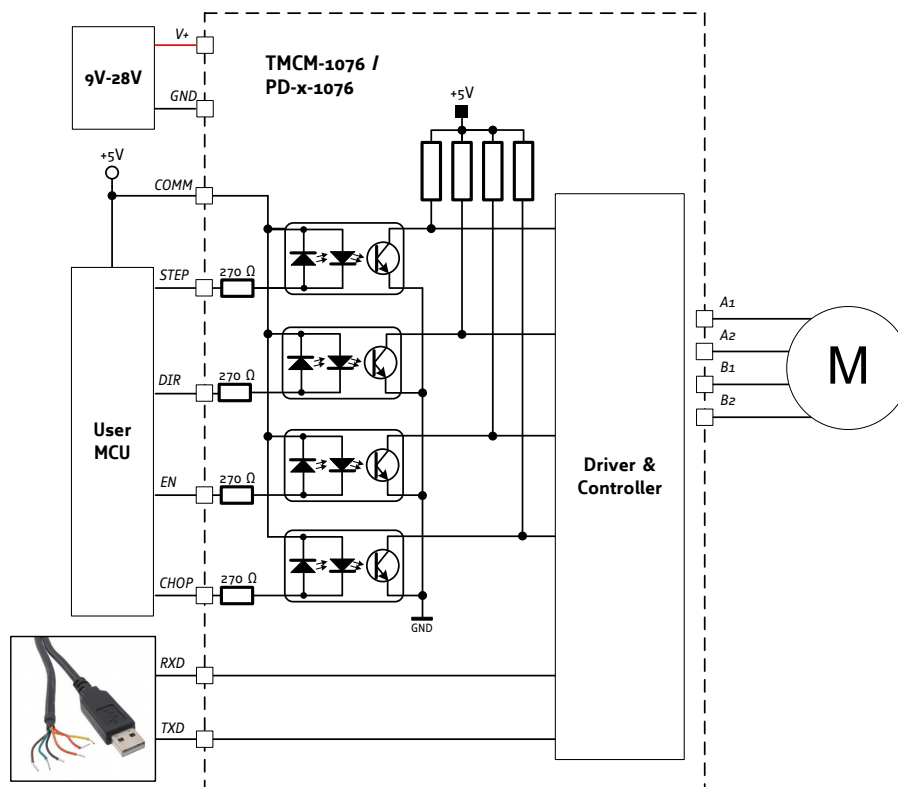 V+
9V-28V
GND
TMCM-1076 /
PD-x-1076
+5V
+5V
COMM
STEP
270 Ω
DIR
270 Ω
User
MCU
EN
270 Ω
CHOP
270 Ω
GND
Driver &
Controller
A1
A2
B1
B2
M
RXD
TXD